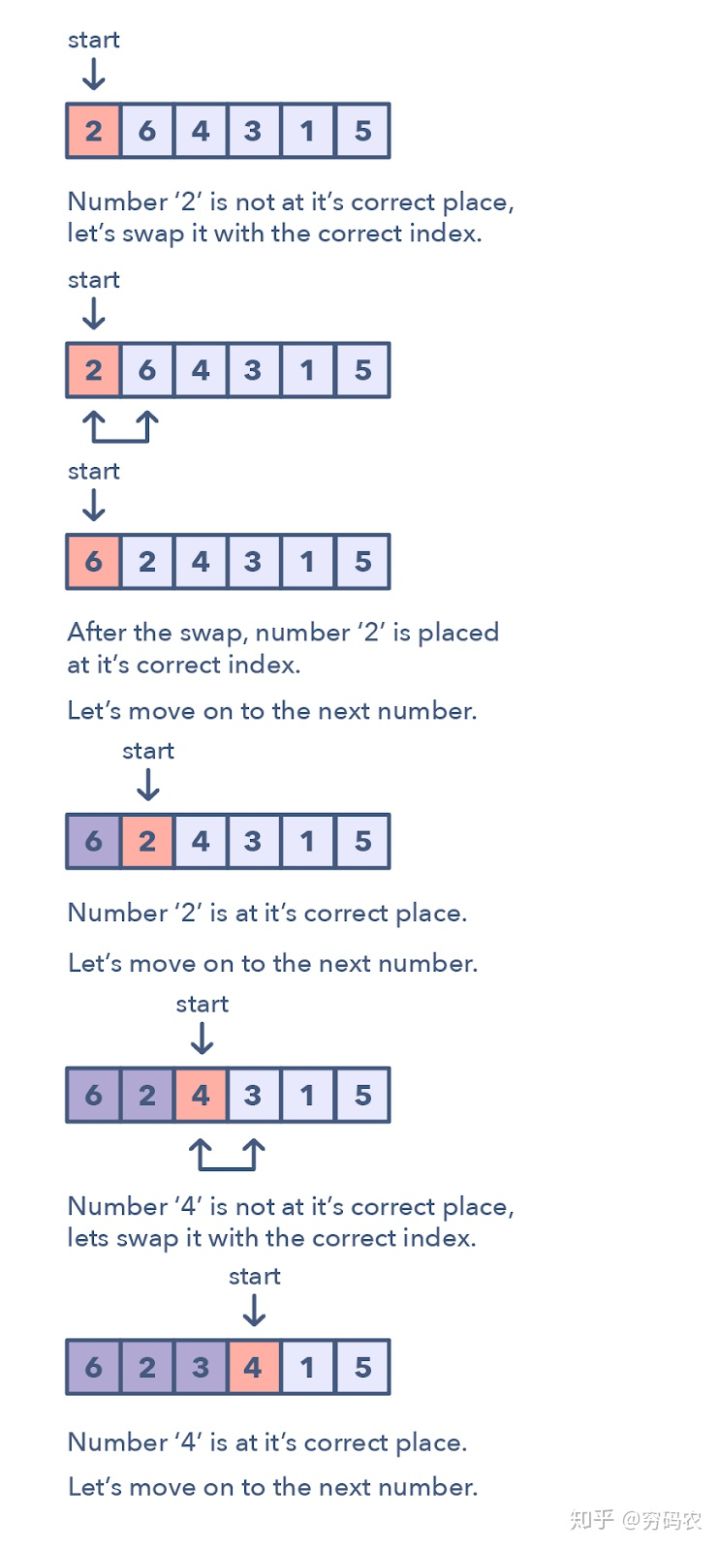 start
2 6 4 3 1 5
Number ‘2’ is not at it’s correct place,
let’s swap it with the correct index.
start
2 6 4 3 1 5
start
6 2 4 3 1 5
After the swap, number ‘2’ is placed
at it’s correct index.
Let’s move on to the next number.
start
6 2 4 3 1 5
Number ‘2’ is at it’s correct place.
Let’s move on to the next number.
start
6 2 4 3 1 5
Number ‘4’ is not at it’s correct place,
lets swap it with the correct index.
start
6 2 3 4 1 5
Number ‘4’ is at it’s correct place.
Let’s move on to the next number.
知乎 @穷码农